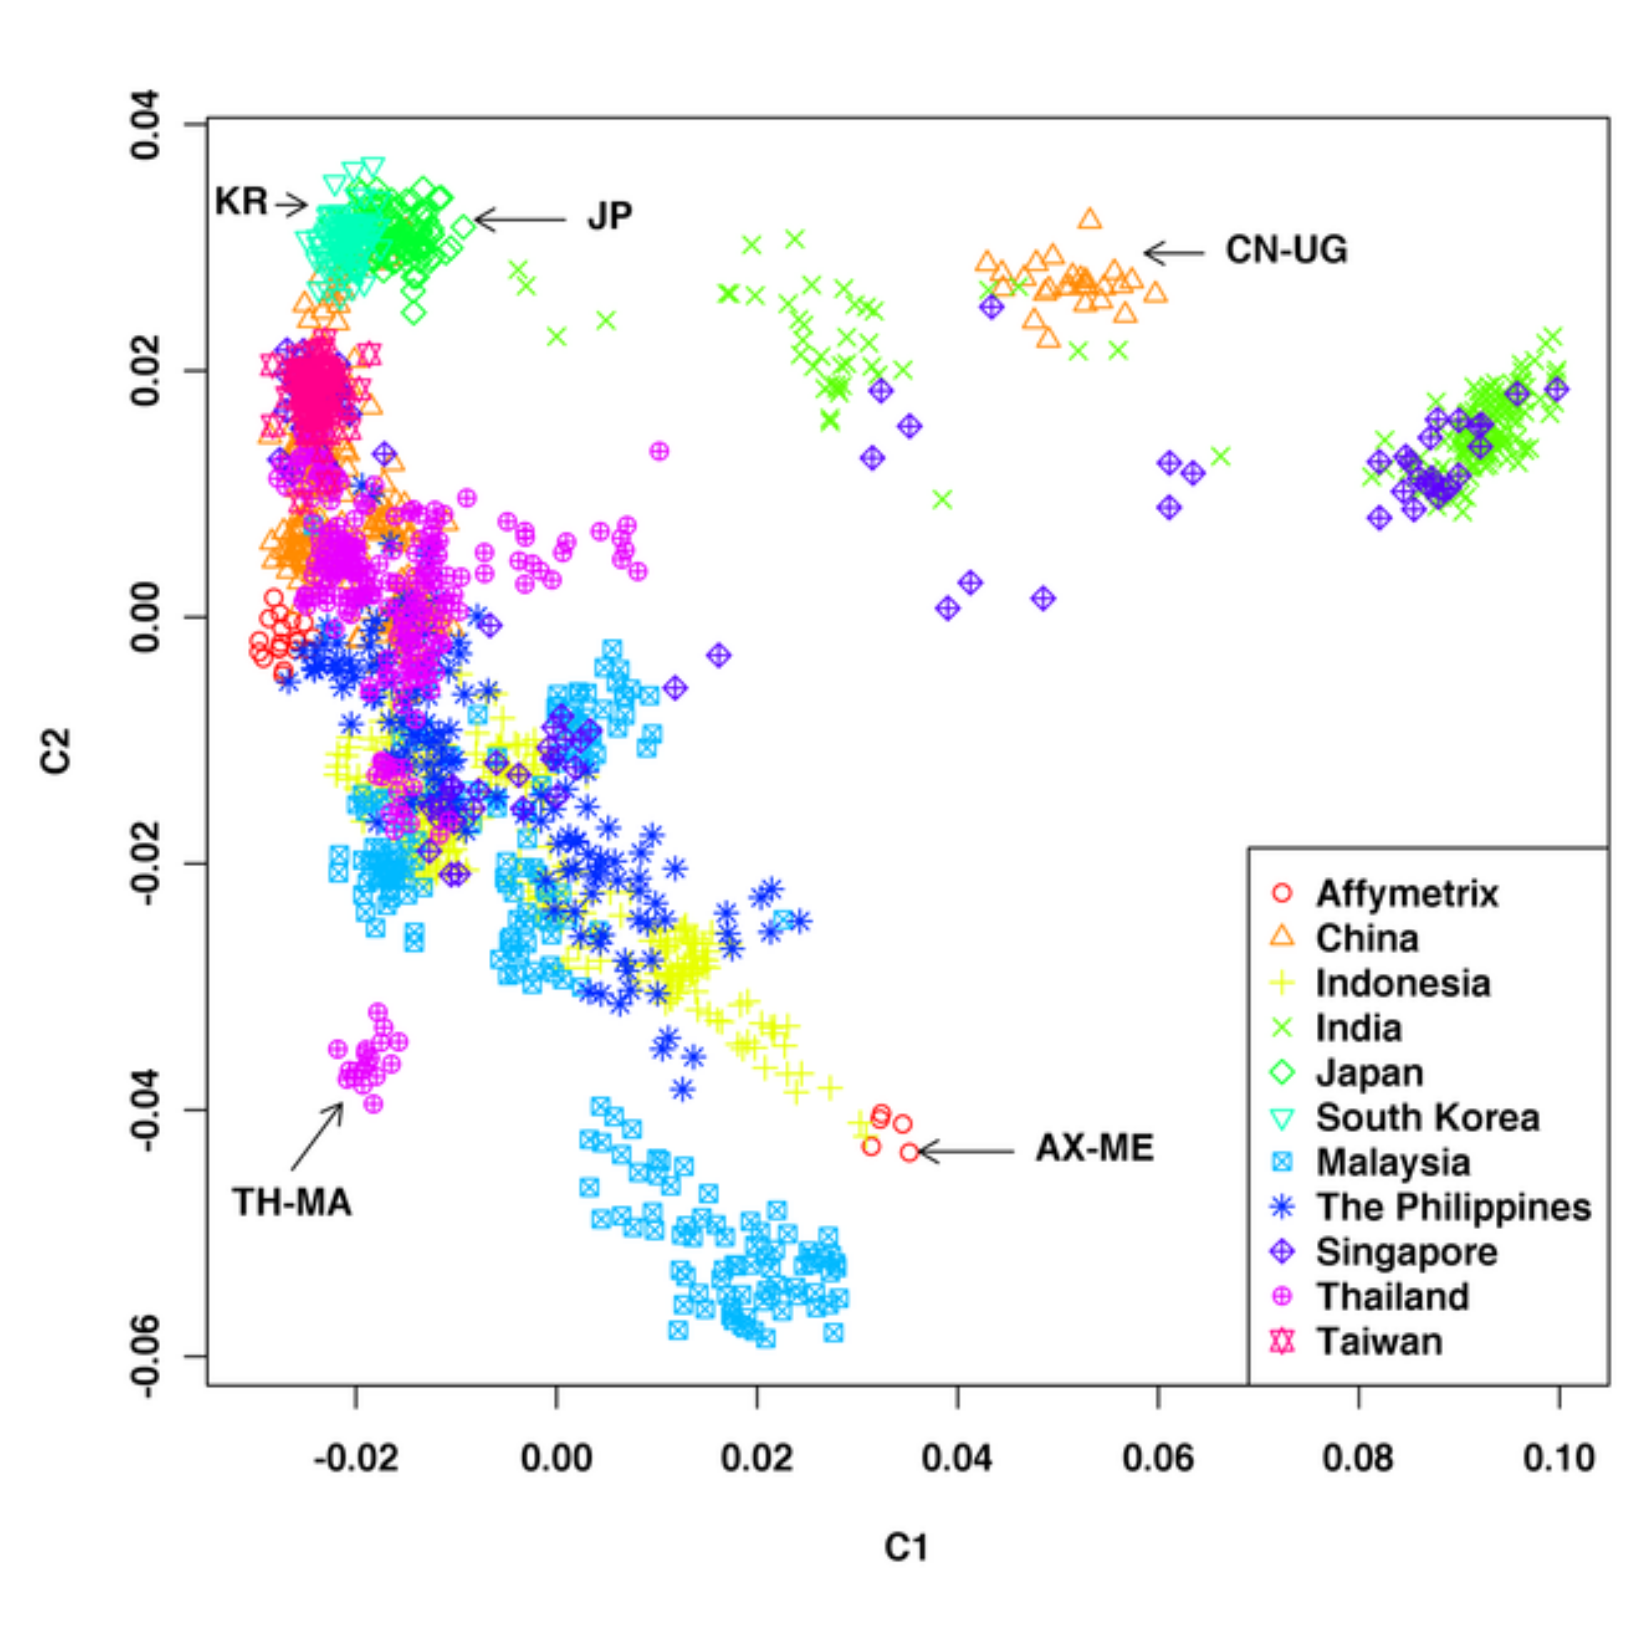 0.04
0.02
0.00
-0.02
-0.04
-0.06
C2
KR
JP
CN-UG
TH-MA
AX-ME
Affymetrix
China
Indonesia
India
Japan
South Korea
Malaysia
The Philippines
Singapore
Thailand
Taiwan
-0.02 0.00 0.02 0.04 0.06 0.08 0.10
C1